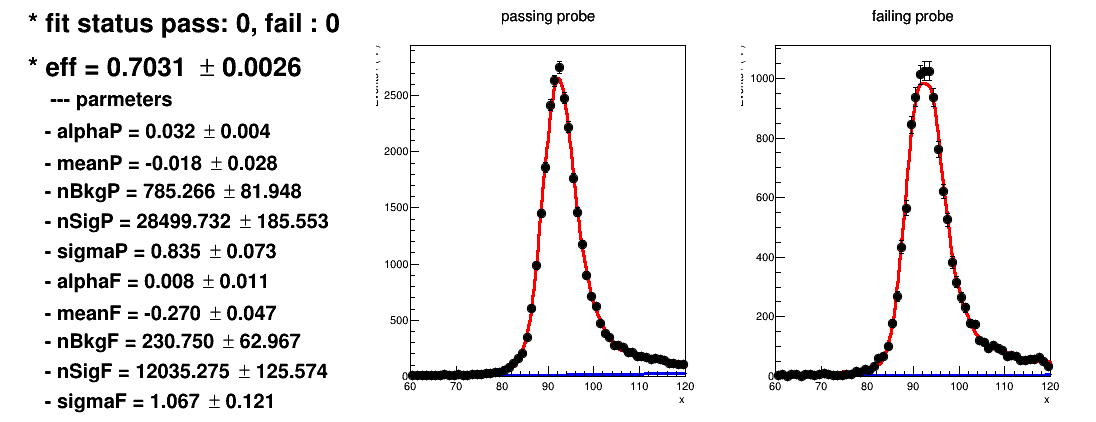 * fit status pass: 0, fail : 0
* eff = 0.7031 ± 0.0026
--- parmeters
- alphaP = 0.032 ± 0.004
- meanP = -0.018 ± 0.028
- nBkgP = 785.266 ± 81.948
- nSigP = 28499.732 ± 185.553
- sigmaP = 0.835 ± 0.073
- alphaF = 0.008 ± 0.011
- meanF = -0.270 ± 0.047
- nBkgF = 230.750 ± 62.967
- nSigF = 12035.275 ± 125.574
- sigmaF = 1.067 ± 0.121
passing probe
2500
2000
1500
1000
500
0
60 70 80 90 100 110 120
x
failing probe
1000
800
600
400
200
0
60 70 80 90 100 110 120
x